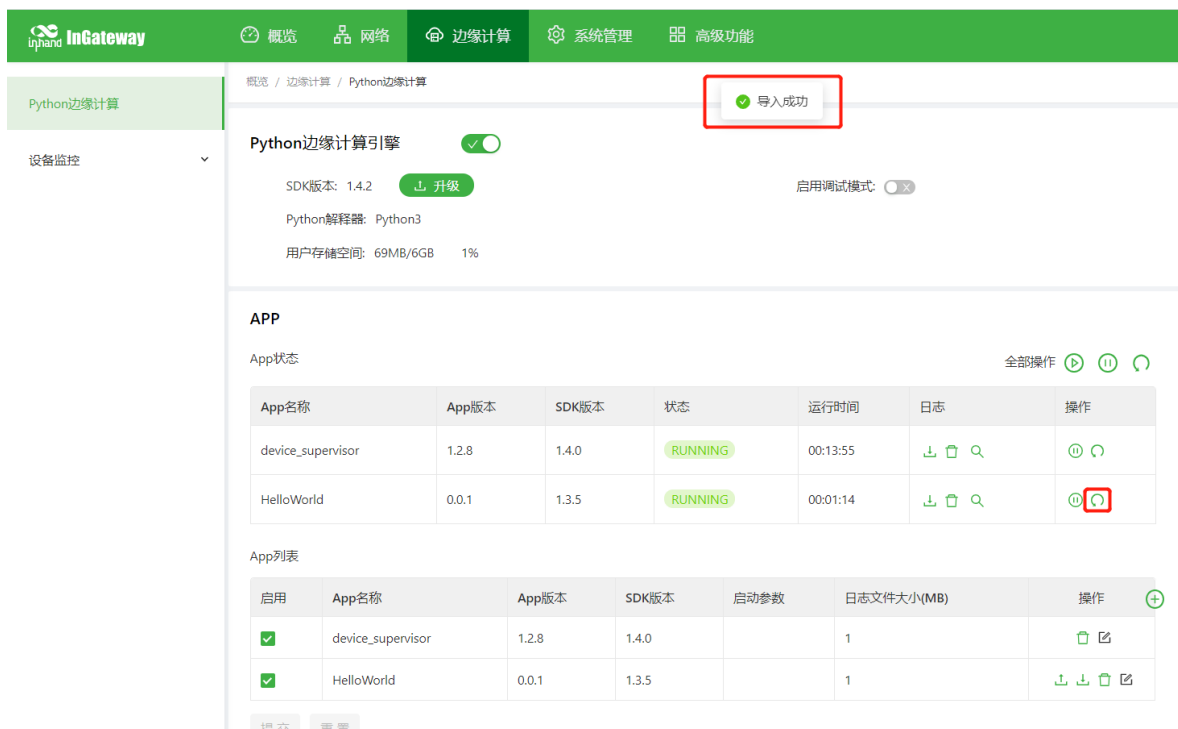 inhand InGateway 概览 网络 边缘计算 系统管理 高级功能
Python边缘计算
设备监控
概览 / 边缘计算 / Python边缘计算
导入成功
Python边缘计算引擎
SDK版本: 1.4.2 升级 启用调试模式:
Python解释器: Python3
用户存储空间: 69MB/6GB 1%
APP
App状态 全部操作
App名称 App版本 SDK版本 状态 运行时间 日志 操作
device_supervisor 1.2.8 1.4.0 RUNNING 00:13:55
HelloWorld 0.0.1 1.3.5 RUNNING 00:01:14
App列表
启用 App名称 App版本 SDK版本 启动参数 日志文件大小(MB) 操作
device_supervisor 1.2.8 1.4.0 1
HelloWorld 0.0.1 1.3.5 1
提交 重置